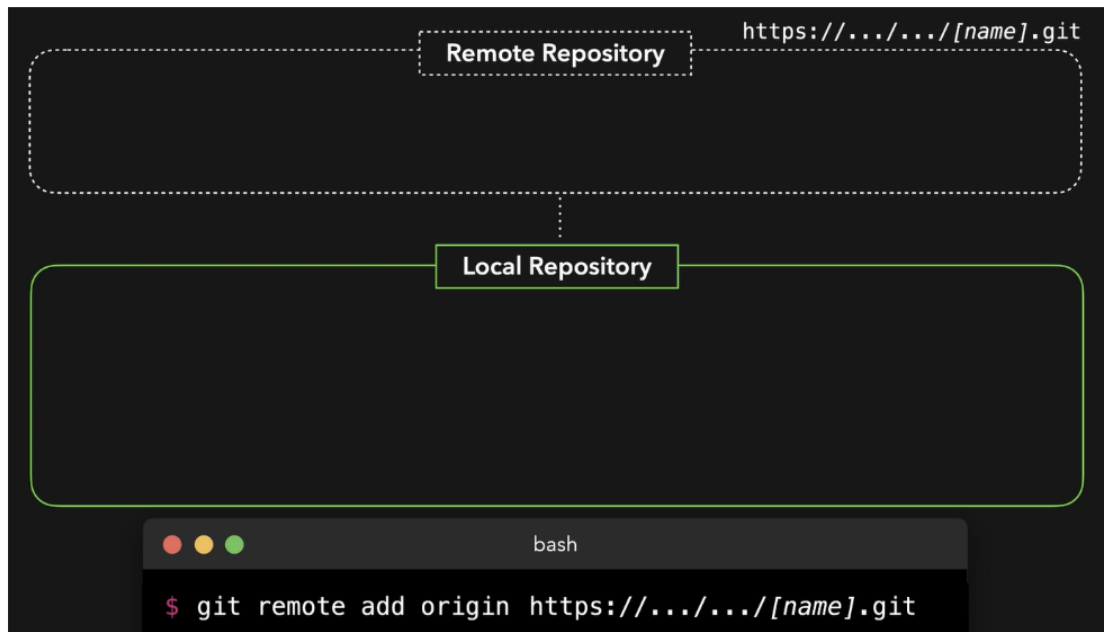 https://.../.../[name].git
Remote Repository
Local Repository
bash
$ git remote add origin https://.../.../[name].git